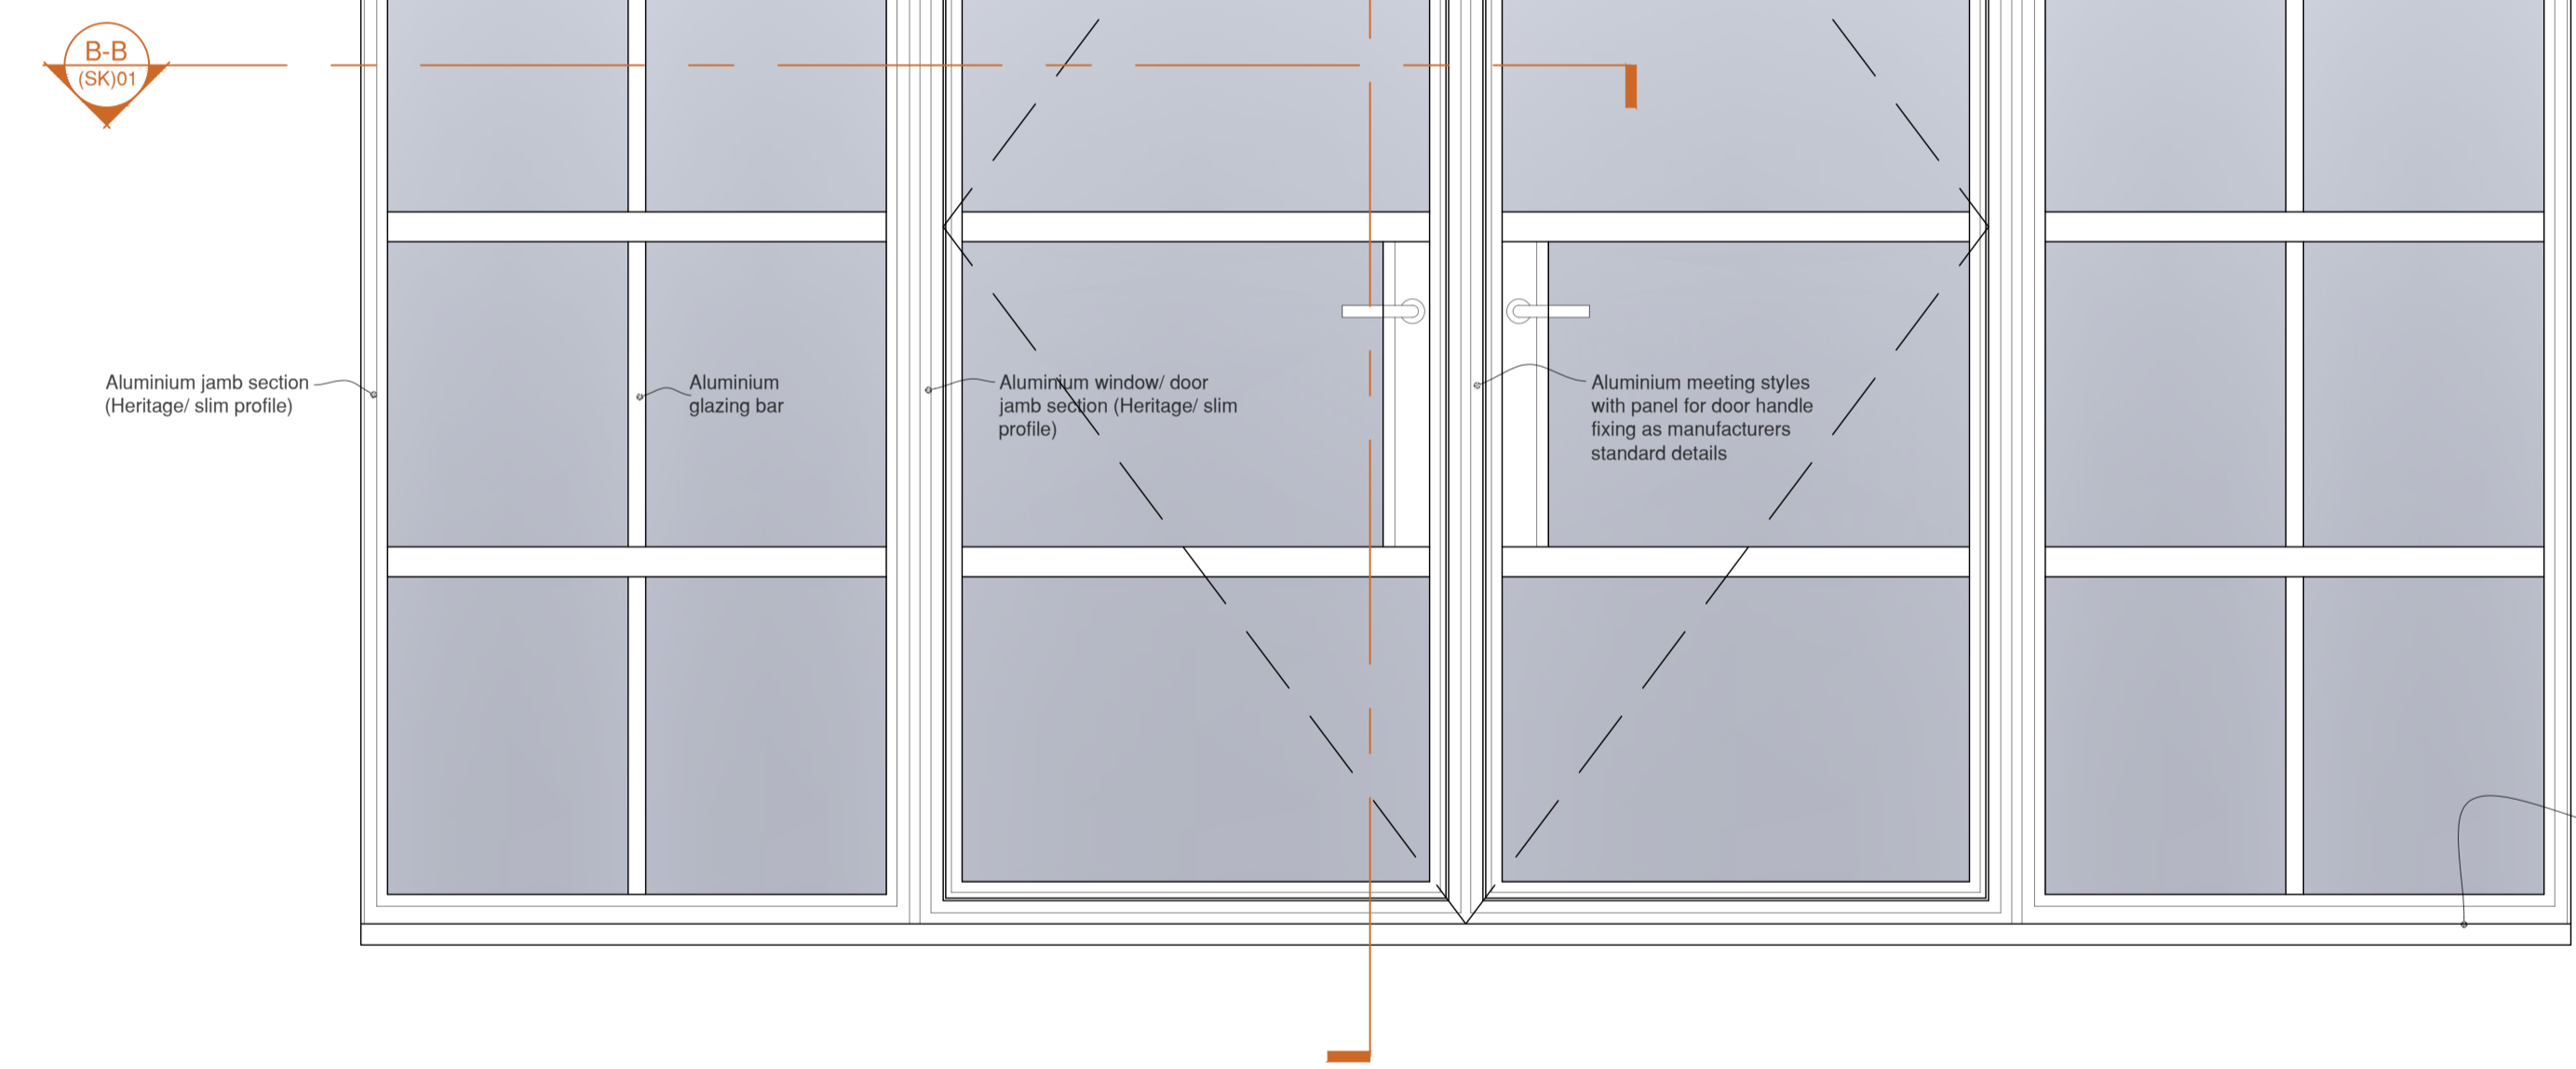 B-B
(SK)01
Aluminium jamb section
(Heritage/ slim profile)
Aluminium
glazing bar
Aluminium window/ door
jamb section (Heritage/ slim
profile)
Aluminium meeting styles
with panel for door handle
fixing as manufacturers
standard details